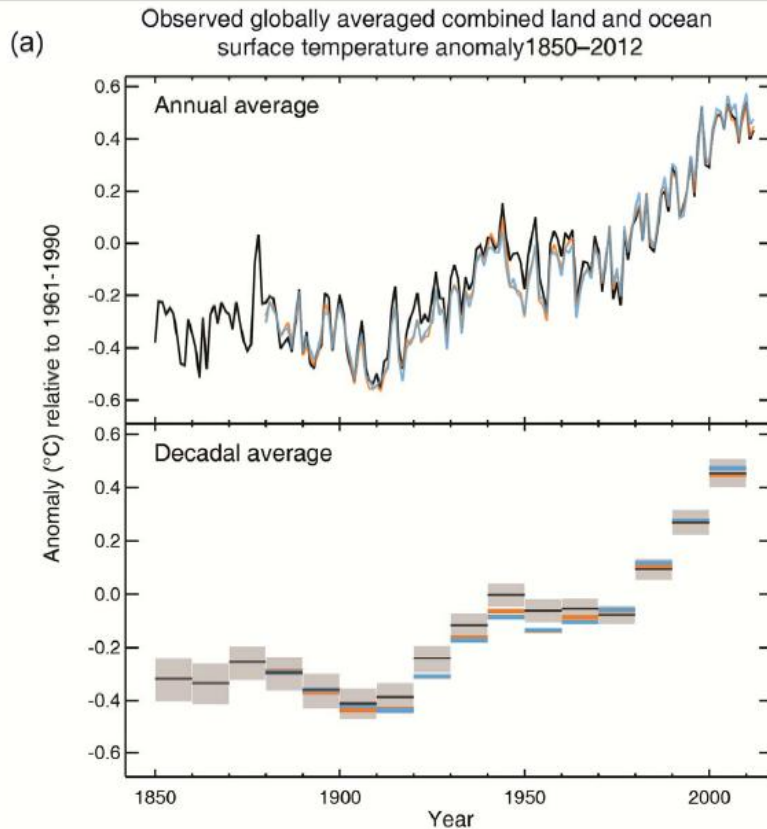 Observed globally averaged combined land and ocean
surface temperature anomaly1850–2012
(a)
Annual average
0.6
0.4
0.2
0.0
-0.2
-0.4
-0.6
Anomaly (°C) relative to 1961-1990
Decadal average
0.6
0.4
0.2
0.0
-0.2
-0.4
-0.6
1850
1900
1950
2000
Year